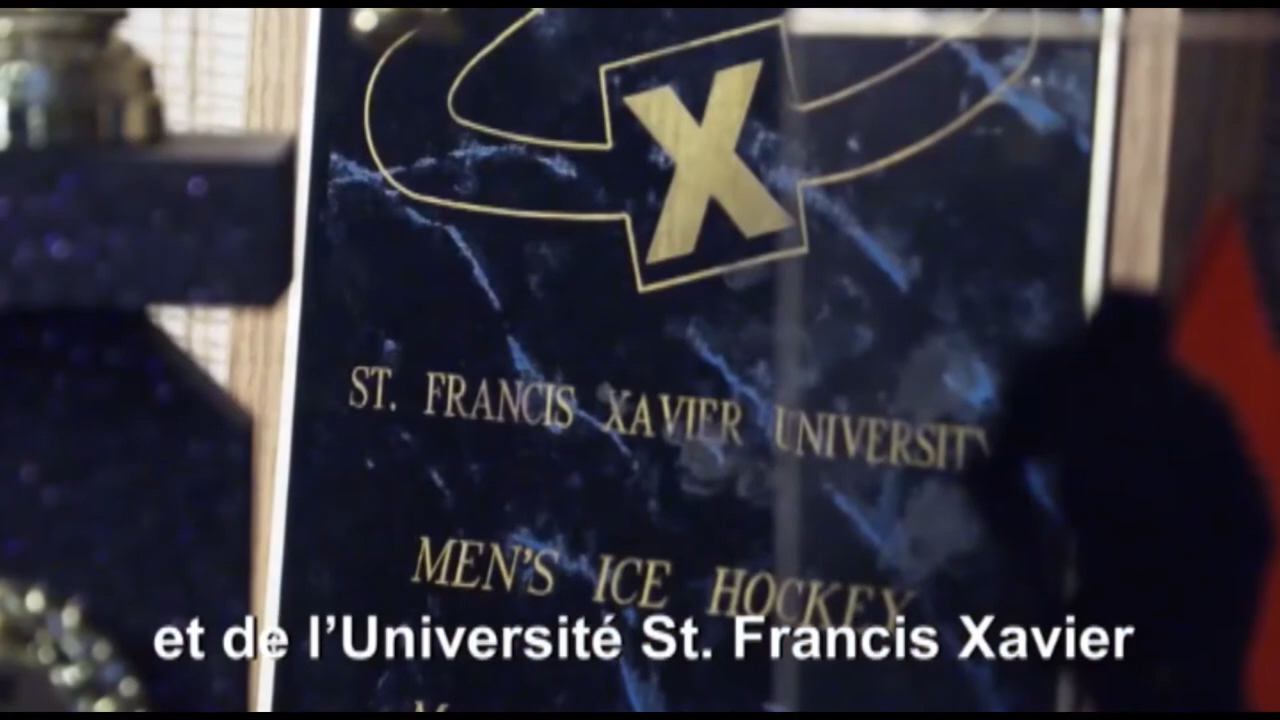 X
ST. FRANCIS XAVIER UNIVERSITY
MEN'S ICE HOCKEY
et de l’Université St. Francis Xavier